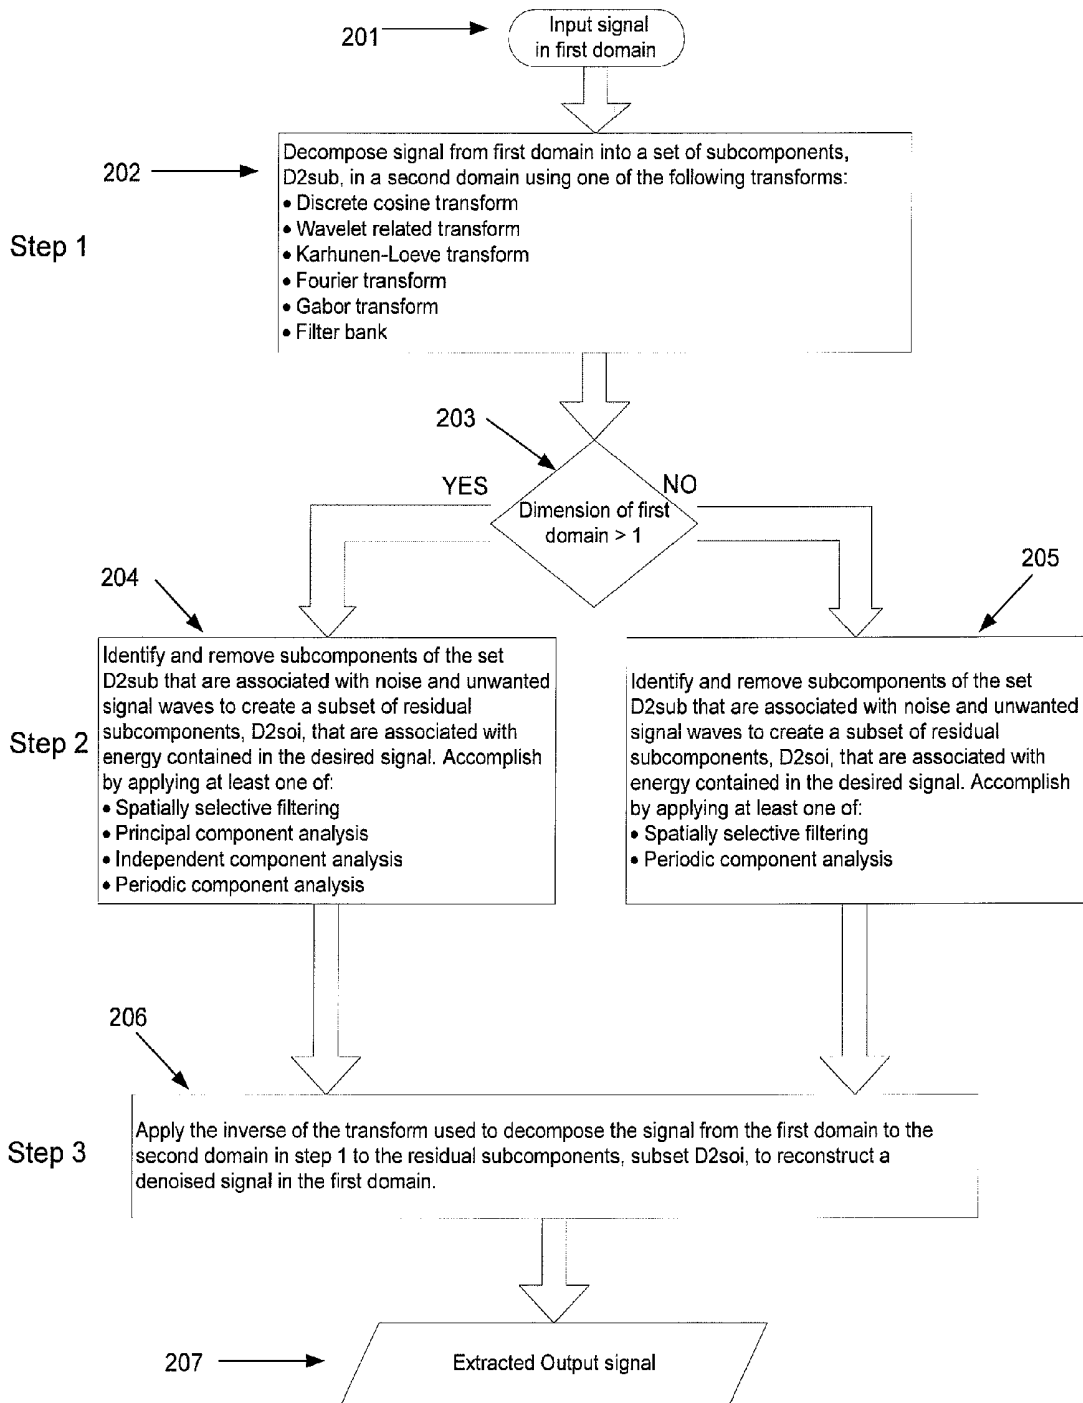 201
Input signal
in first domain
202
Decompose signal from first domain into a set of subcomponents,
D2sub, in a second domain using one of the following transforms:
• Discrete cosine transform
• Wavelet related transform
• Karhunen-Loeve transform
• Fourier transform
• Gabor transform
• Filter bank
Step 1
203
YES
NO
Dimension of first
domain > 1
204
205
Step 2
Identify and remove subcomponents of the set
D2sub that are associated with noise and unwanted
signal waves to create a subset of residual
subcomponents, D2soi, that are associated with
energy contained in the desired signal. Accomplish
by applying at least one of:
• Spatially selective filtering
• Principal component analysis
• Independent component analysis
• Periodic component analysis
Identify and remove subcomponents of the set
D2sub that are associated with noise and unwanted
signal waves to create a subset of residual
subcomponents, D2soi, that are associated with
energy contained in the desired signal. Accomplish
by applying at least one of:
• Spatially selective filtering
• Periodic component analysis
206
Step 3
Apply the inverse of the transform used to decompose the signal from the first domain to the
second domain in step 1 to the residual subcomponents, subset D2soi, to reconstruct a
denoised signal in the first domain.
207
Extracted Output signal